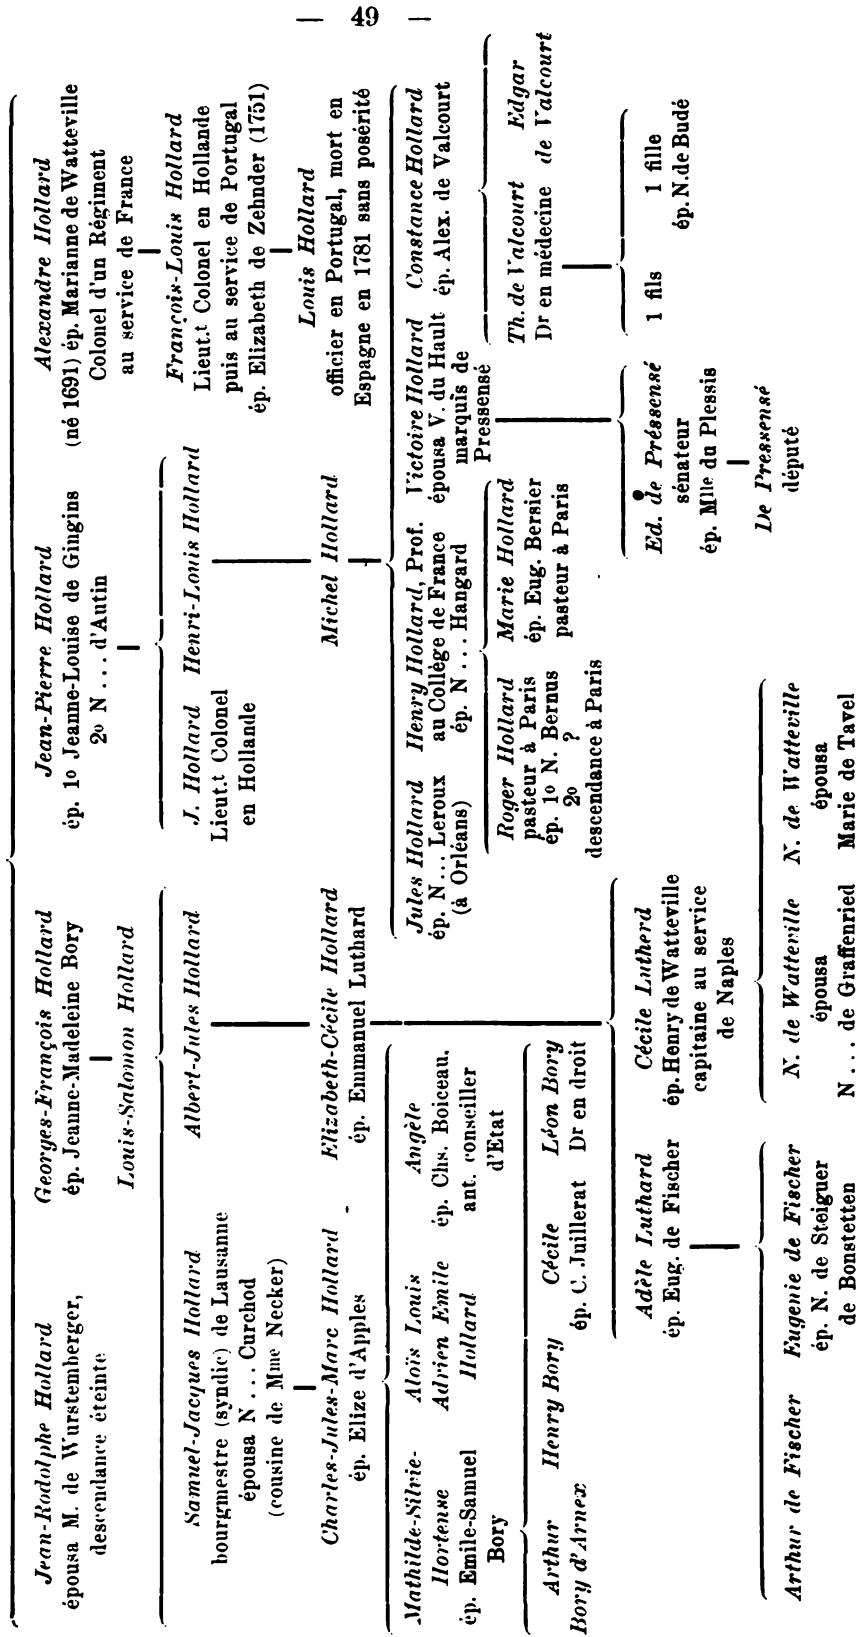 — 49 —
Jean-Rodolphe Hollard
épousa M. de Wurstemberger,
descendance éteinte
Georges-François Hollard
ép. Jeanne-Madeleine Bory
Louis-Salomon Hollard
Jean-Pierre Hollard
ép. 1º Jeanne-Louise de Gingins
2º N ... d'Autin
Alexandre Hollard
(né 1691) ép. Marianne de Watteville
Colonel d'un Régiment
au service de France
Samuel-Jacques Hollard
bourgmestre (syndic) de Lausanne
épousa N ... Curchod
(cousine de Mme Necker)
Albert-Jules Hollard
J. Hollard
Lieut.t Colonel
en Hollande
Henri-Louis Hollard
François-Louis Hollard
Lieut.t Colonel en Hollande
puis au service de Portugal
ép. Elizabeth de Zehnder (1751)
Charles-Jules-Marc Hollard
ép. Elize d'Apples
Elizabeth-Cécile Hollard
ép. Emmanuel Luthard
Michel Hollard
Louis Hollard
officier en Portugal, mort en
Espagne en 1781 sans posérité
Mathilde-Silvie-
Hortense
ép. Emile-Samuel
Bory
Aloïs Louis
Adrien Emile
Hollard
Angèle
ép. Chs. Boiceau.
ant. conseiller
d'Etat
Jules Hollard
ép. N ... Leroux
(à Orléans)
Henry Hollard, Prof.
au Collège de France
ép. N ... Hangard
Victoire Hollard
épousa V. du Hault
marquis de
Pressensé
Constance Hollard
ép. Alex. de Valcourt
Roger Hollard
pasteur à Paris
ép. 1º N. Bernus
2º ?
descendance à Paris
Marie Hollard
ép. Eug. Bersier
pasteur à Paris
Th. de Valcourt
Dr en médecine
Edgar
de Valcourt
Arthur
Bory d'Arnex
Henry Bory
Cécile
ép. C. Juillerat
Léon Bory
Dr en droit
Adèle Luthard
ép. Eug. de Fischer
Cécile Lutherd
ép. Henry de Watteville
capitaine au service
de Naples
Ed. de Préssensé
sénateur
ép. Mlle du Plessis
De Pressensé
député
1 fils
1 fille
ép. N. de Budé
Arthur de Fischer
Eugenie de Fischer
ép. N. de Steiguer
de Bonstetten
N. de Watteville
épousa
N ... de Graffenried
N. de Watteville
épousa
Marie de Tavel